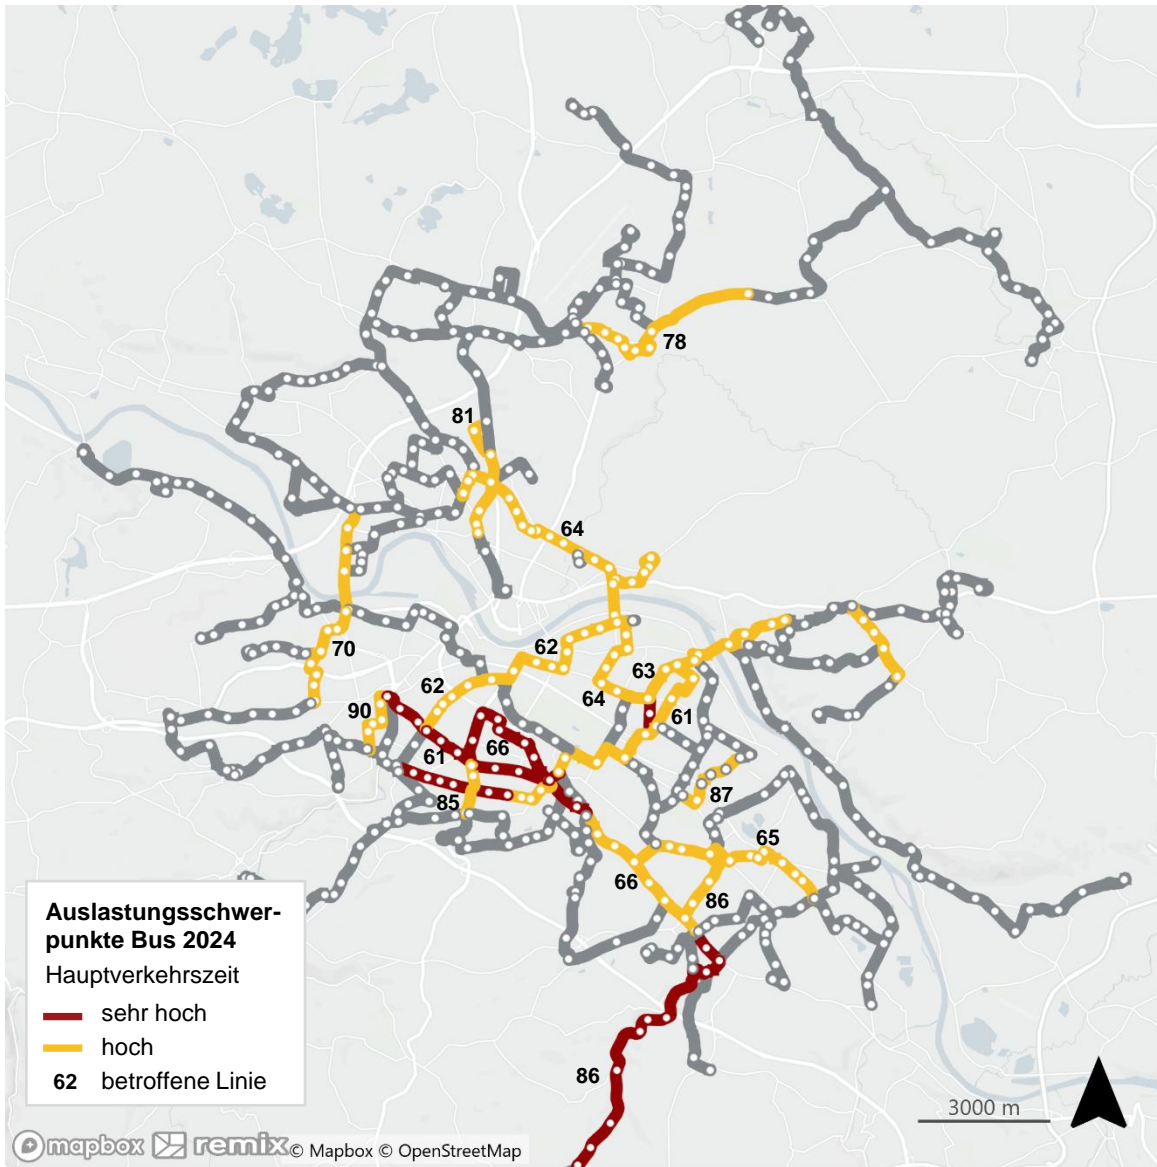 78
81
64
62
70
63
62
64
61
90
66
61
85
87
65
66
86
86
Auslastungsschwer-
punkte Bus 2024
Hauptverkehrszeit
sehr hoch
hoch
62 betroffene Linie
3000 m
mapbox remix © Mapbox © OpenStreetMap